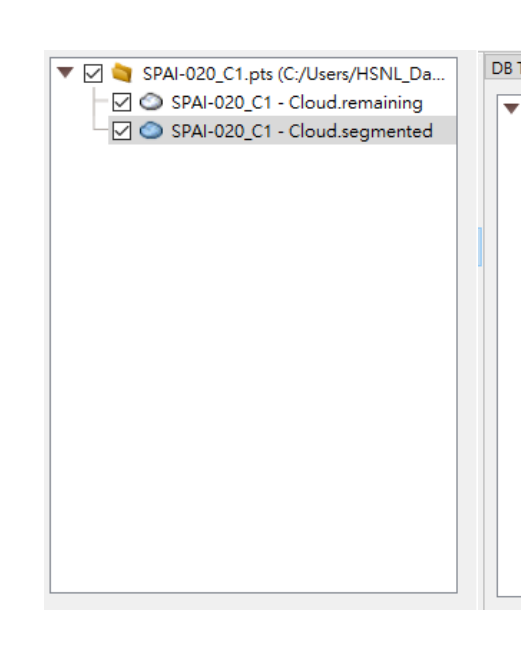 SPAI-020_C1.pts (C:/Users/HSNL_Da...
SPAI-020_C1 - Cloud.remaining
SPAI-020_C1 - Cloud.segmented
DB